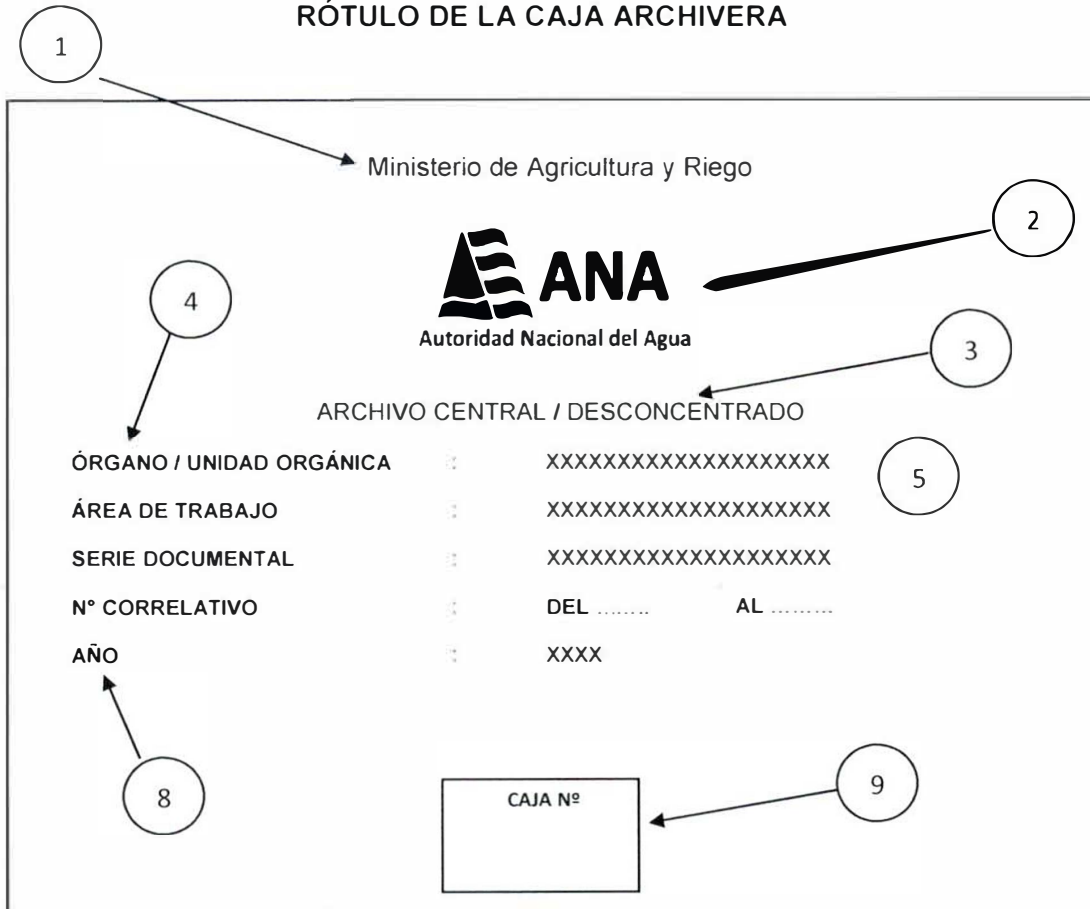 RÓTULO DE LA CAJA ARCHIVERA
1
Ministerio de Agricultura y Riego
2
ANA
4
Autoridad Nacional del Agua
3
ARCHIVO CENTRAL / DESCONCENTRADO
ÓRGANO / UNIDAD ORGÁNICA : XXXXXXXXXXXXXXXXXXXX
5
ÁREA DE TRABAJO : XXXXXXXXXXXXXXXXXXXX
SERIE DOCUMENTAL : XXXXXXXXXXXXXXXXXXXX
N° CORRELATIVO : DEL ........ AL .........
AÑO : XXXX
8
CAJA Nº
9